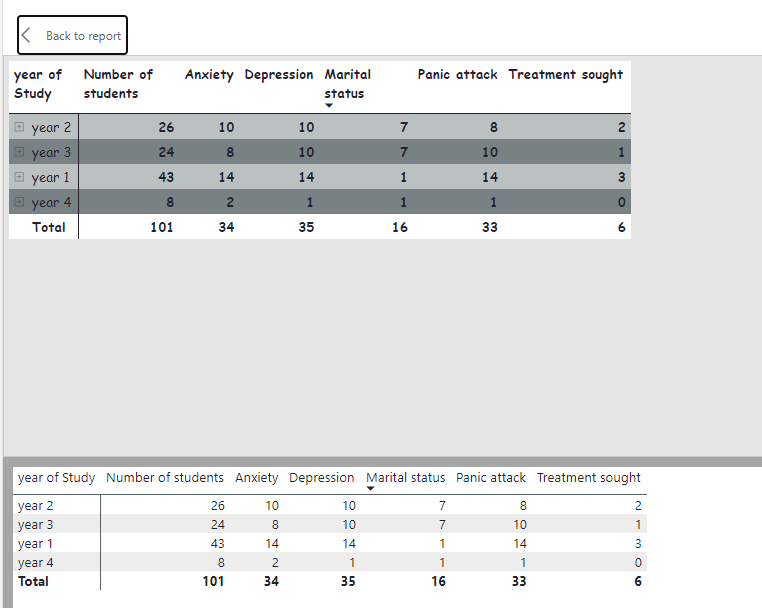 Back to report
year of Study Number of students Anxiety Depression Marital status Panic attack Treatment sought
year 2 26 10 10 7 8 2
year 3 24 8 10 7 10 1
year 1 43 14 14 1 14 3
year 4 8 2 1 1 1 0
Total 101 34 35 16 33 6
year of Study Number of students Anxiety Depression Marital status Panic attack Treatment sought
year 2 26 10 10 7 8 2
year 3 24 8 10 7 10 1
year 1 43 14 14 1 14 3
year 4 8 2 1 1 1 0
Total 101 34 35 16 33 6